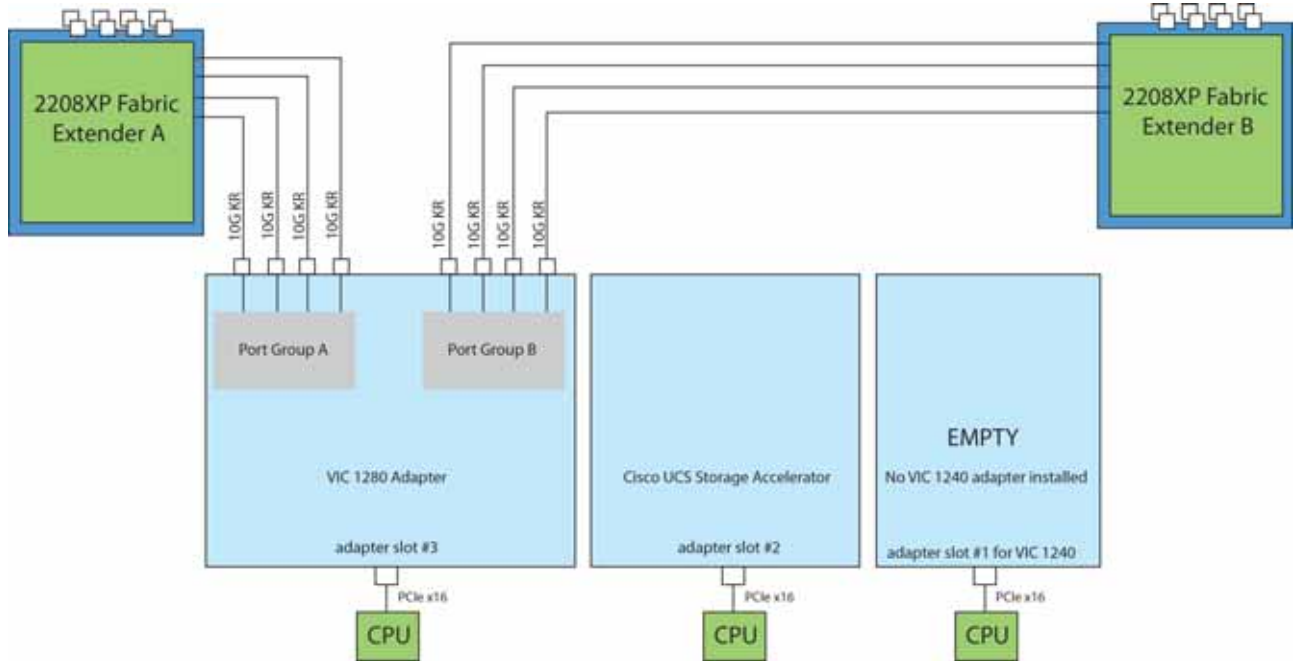 2208XP Fabric
Extender A
2208XP Fabric
Extender B
10G KR
10G KR
10G KR
10G KR
10G KR
10G KR
10G KR
10G KR
Port Group A
Port Group B
VIC 1280 Adapter
adapter slot #3
Cisco UCS Storage Accelerator
adapter slot #2
EMPTY
No VIC 1240 adapter installed
adapter slot #1 for VIC 1240
PCIe x16
PCIe x16
PCIe x16
CPU
CPU
CPU